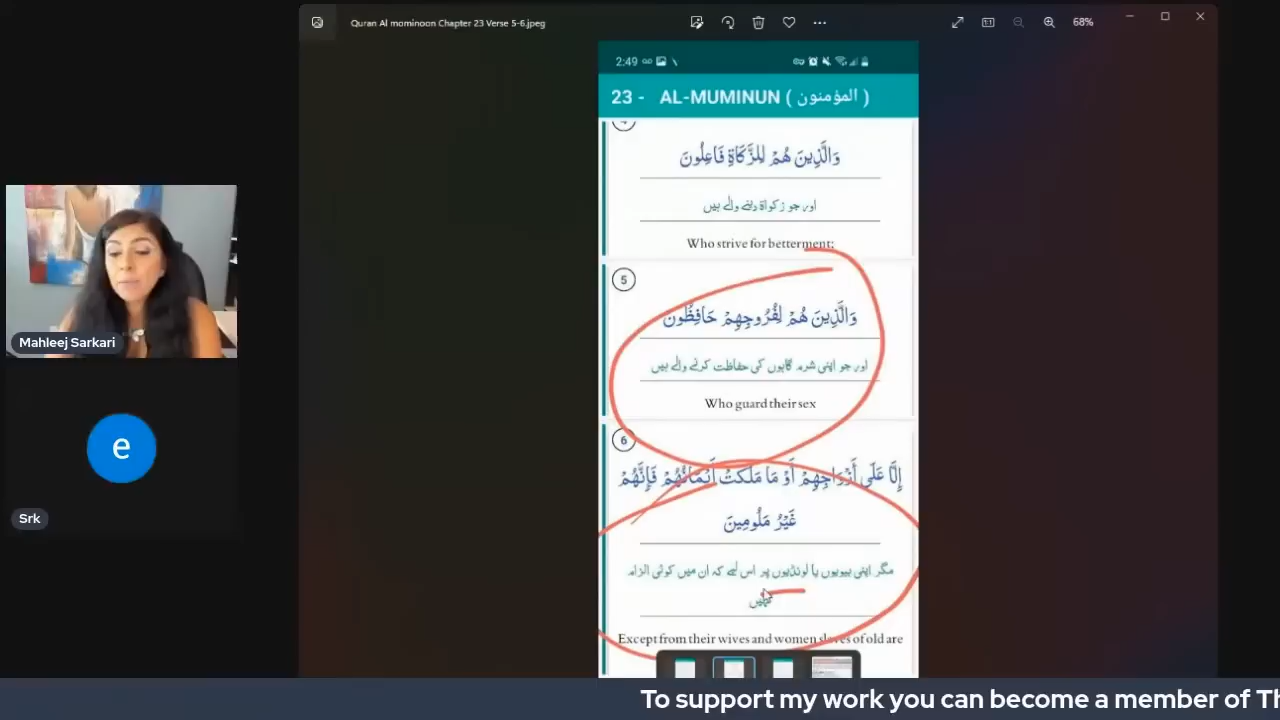 Quran Al mominoon Chapter 23 Verse 5-6.jpeg
68%
2:49
23 - AL-MUMINUN ( المؤمنون )
وَالَّذِينَ هُمْ لِلزَّكَاةِ فَاعِلُونَ
اور جو زکواة دینے والے ہیں
Who strive for betterment;
5
وَالَّذِينَ هُمْ لِفُرُوجِهِمْ حَافِظُونَ
اور جو اپنی شرم گاہوں کی حفاظت کرنے والے ہیں
Who guard their sex
6
إِلَّا عَلَى أَزْوَاجِهِمْ أَوْ مَا مَلَكَتْ أَيْمَانُهُمْ فَإِنَّهُمْ
غَيْرُ مَلُومِينَ
مگر اپنی بیویوں یا لونڈیوں پر اس لیے کہ ان میں کوئی الزام
نہیں
Except from their wives and women slaves of old are
Mahleej Sarkari
e
Srk
To support my work you can become a member of Th